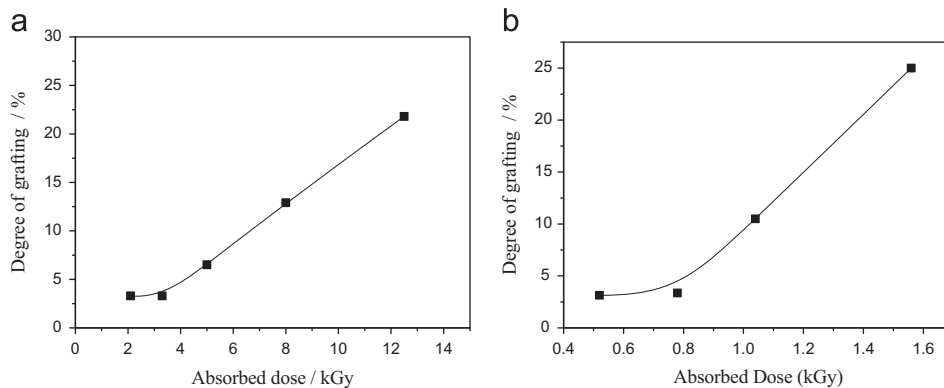 a
30
25
20
15
10
5
0
Degree of grafting / %
0 2 4 6 8 10 12 14
Absorbed dose / kGy
b
25
20
15
10
5
0
Degree of grafting / %
0.4 0.6 0.8 1.0 1.2 1.4 1.6
Absorbed Dose (kGy)